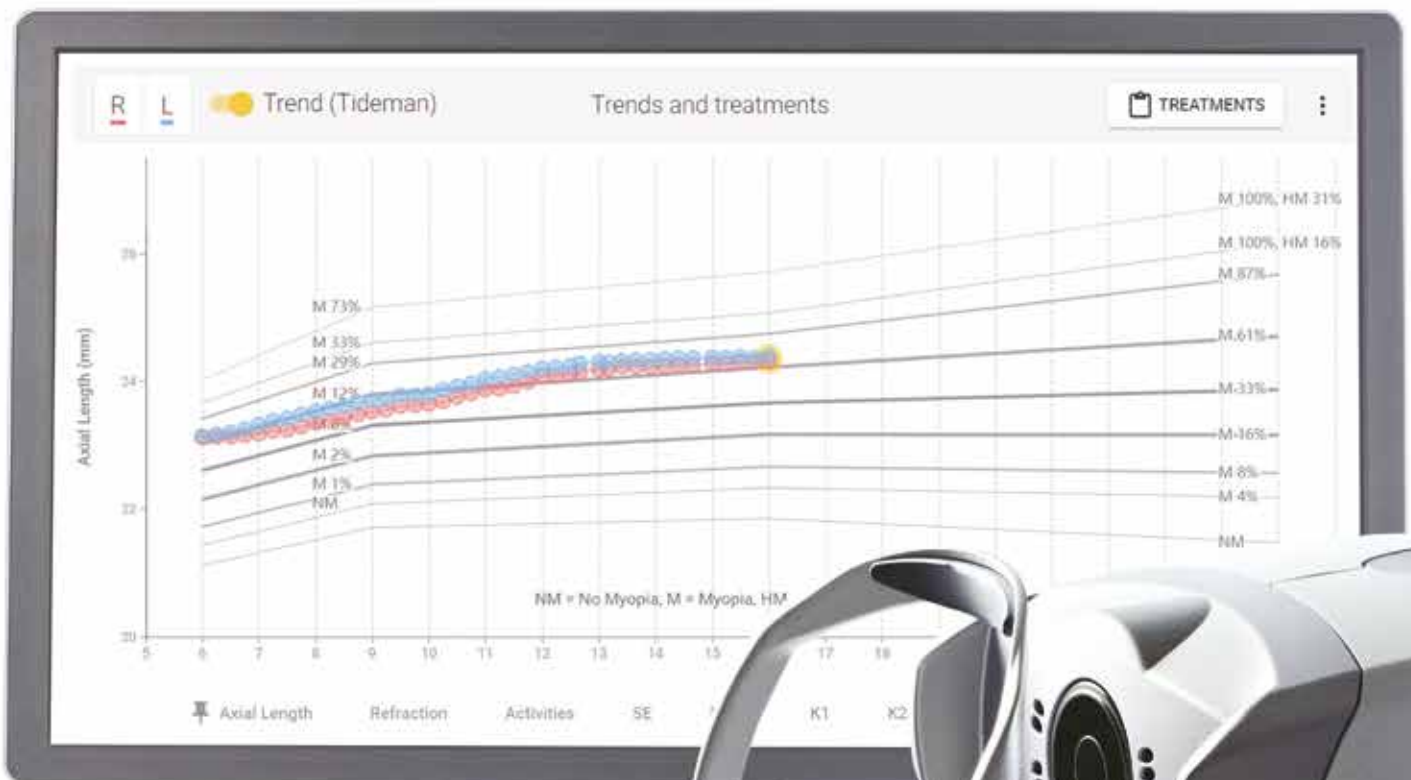 R L Trend (Tideman) Trends and treatments TREATMENTS
M 100%, HM 31%
M 100%, HM 16%
26
M 87%
M 73%
M 33%
M 61%
M 29%
24
M 12%
M 33%
M 6%
M 16%
M 2%
M 8%
M 1%
M 4%
NM
22
NM
Axial Length (mm)
NM = No Myopia, M = Myopia, HM
20
5 6 7 8 9 10 11 12 13 14 15 17 18
Axial Length Refraction Activities SE K1 K2